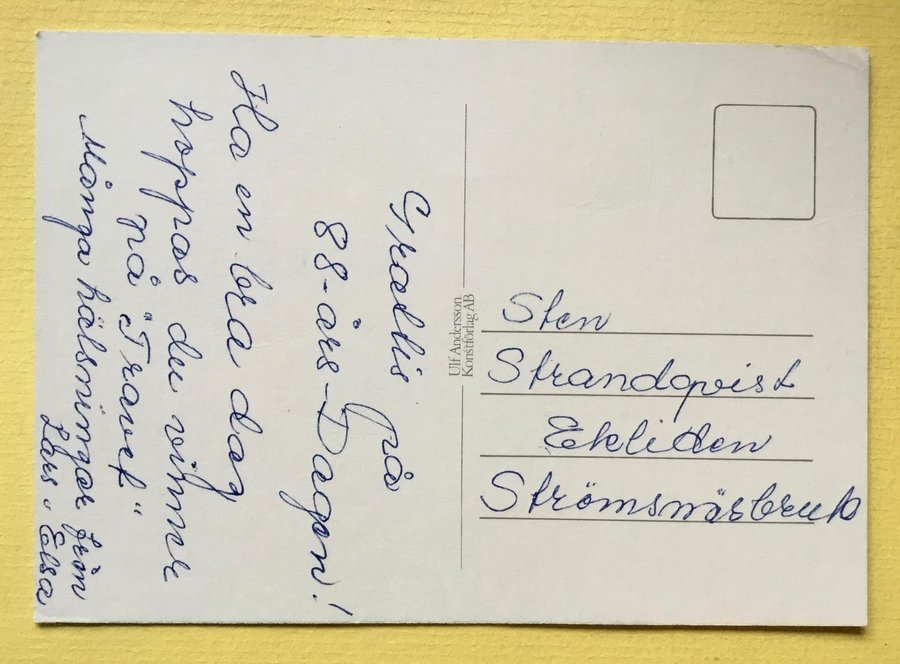 Grattis på
88-års-Dagen!
Ha en bra dag
hoppas du vinner
på "Travet"
Många hälsningar från
Lars o Elsa
Ulf Andersson
Konstförlag AB
Sten
Strandqvist
Ekliden
Strömsnäsbruk